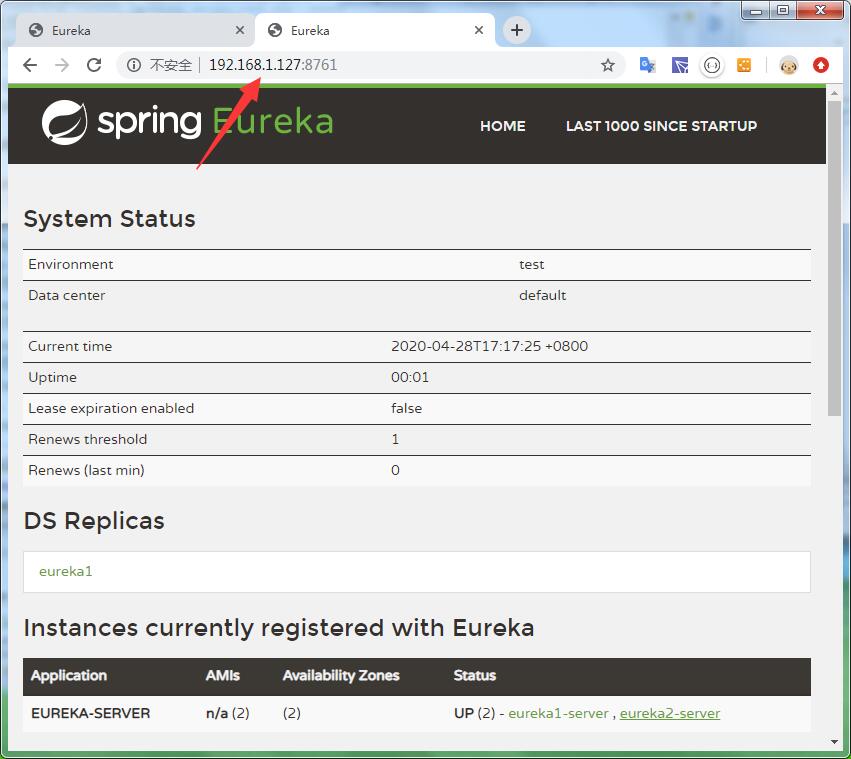 Eureka
Eureka
不安全 192.168.1.127:8761
spring Eureka HOME LAST 1000 SINCE STARTUP
System Status
Environment test
Data center default
Current time 2020-04-28T17:17:25 +0800
Uptime 00:01
Lease expiration enabled false
Renews threshold 1
Renews (last min) 0
DS Replicas
eureka1
Instances currently registered with Eureka
Application AMIs Availability Zones Status
EUREKA-SERVER n/a (2) (2) UP (2) - eureka1-server , eureka2-server